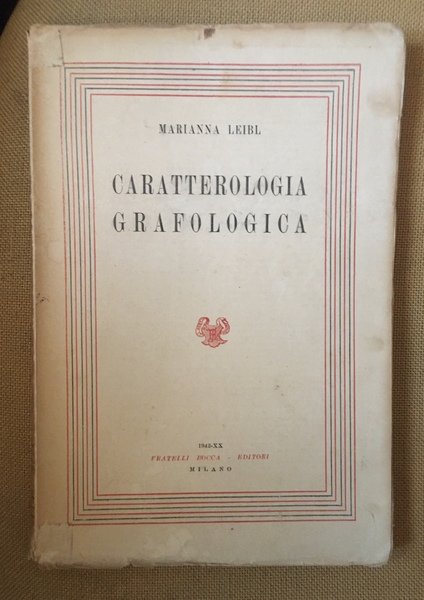 MARIANNA LEIBL
CARATTEROLOGIA
GRAFOLOGICA
1942-XX
FRATELLI BOCCA - EDITORI
MILANO